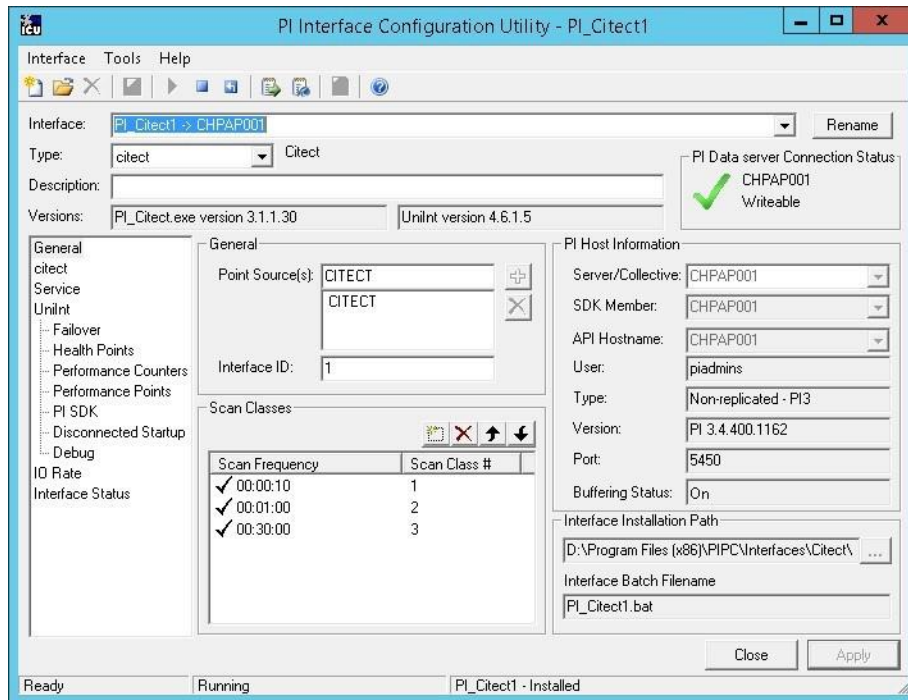 PI Interface Configuration Utility - PI_Citect1
ICU
Interface Tools Help
Interface: PI_Citect1 -> CHPAP001 Rename
Type: citect Citect
Description:
Versions: PI_Citect.exe version 3.1.1.30 UniInt version 4.6.1.5
PI Data server Connection Status
CHPAP001
Writeable
General
citect
Service
UniInt
Failover
Health Points
Performance Counters
Performance Points
PI SDK
Disconnected Startup
Debug
IO Rate
Interface Status
General
Point Source(s): CITECT
CITECT
Interface ID: 1
Scan Classes
Scan Frequency Scan Class #
00:00:10 1
00:01:00 2
00:30:00 3
PI Host Information
Server/Collective: CHPAP001
SDK Member: CHPAP001
API Hostname: CHPAP001
User: piadmins
Type: Non-replicated - PI3
Version: PI 3.4.400.1162
Port: 5450
Buffering Status: On
Interface Installation Path
D:\Program Files (x86)\PIPC\Interfaces\Citect\ ...
Interface Batch Filename
PI_Citect1.bat
Close Apply
Ready Running PI_Citect1 - Installed